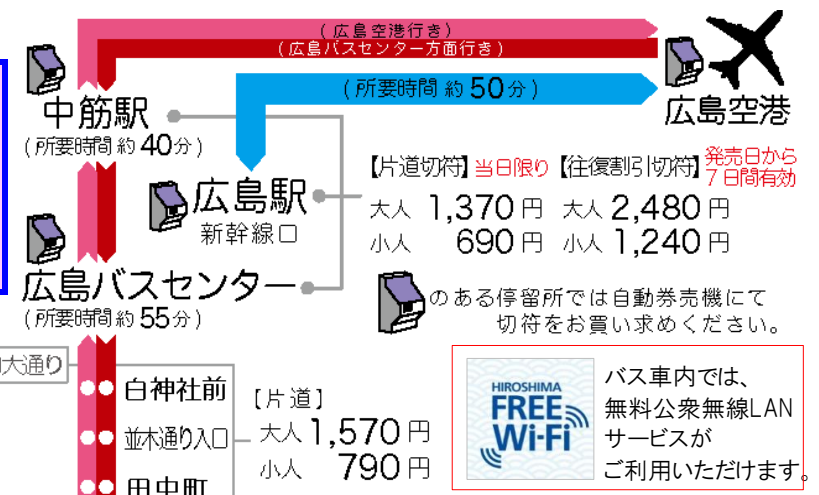 (広島空港行き)
(広島バスセンター方面行き)
(所要時間 約50分)
広島空港
中筋駅
(所要時間 約40分)
広島駅
新幹線口
【片道切符】当日限り
大人 1,370円
小人 690円
【往復割引切符】発売日から
7日間有効
大人 2,480円
小人 1,240円
広島バスセンター
(所要時間 約55分)
のある停留所では自動券売機にて
切符をお買い求めください。
大通り
白神社前
並木通り入口
田中町
【片道】
大人 1,570円
小人 790円
HIROSHIMA
FREE
Wi-Fi
バス車内では、
無料公衆無線LAN
サービスが
ご利用いただけます。